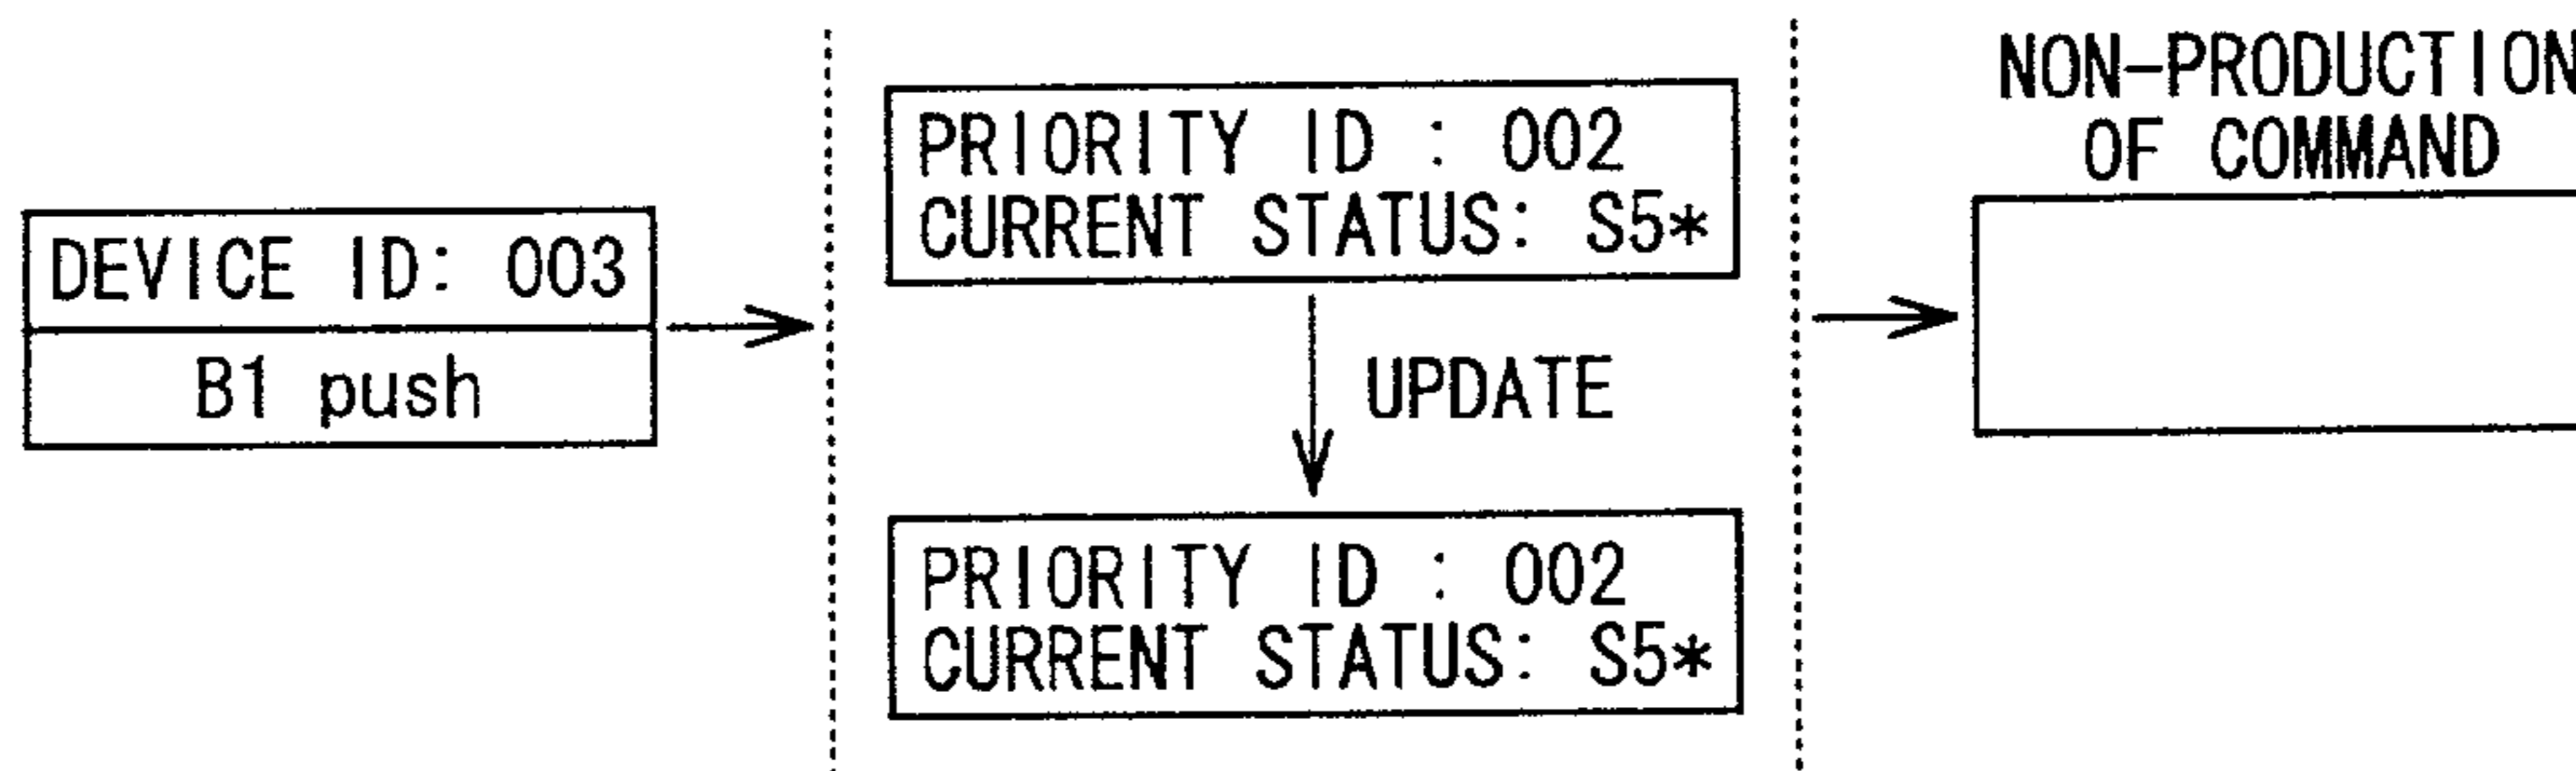 DEVICE ID: 003
B1 push
PRIORITY ID : 002
CURRENT STATUS: S5*
UPDATE
PRIORITY ID : 002
CURRENT STATUS: S5*
NON-PRODUCTION
OF COMMAND